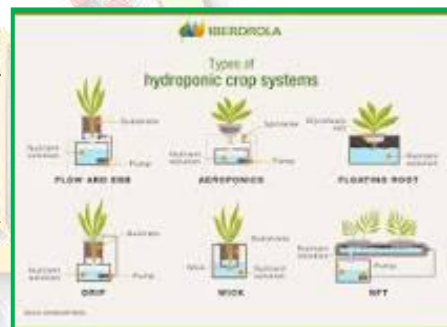 IBERDROLA
Types of
hydroponic crop systems
Substrate
Nutrient
solution
Pump
FLOW AND EBB
Sprinkler
Nutrient
solution
Pump
AEROPONICS
Nutrient
solution
FLOATING ROOT
Nutrient
solution
Pump
DRIP
Substrate
Wick
Nutrient
solution
WICK
Nutrient
solution
Pump
NFT